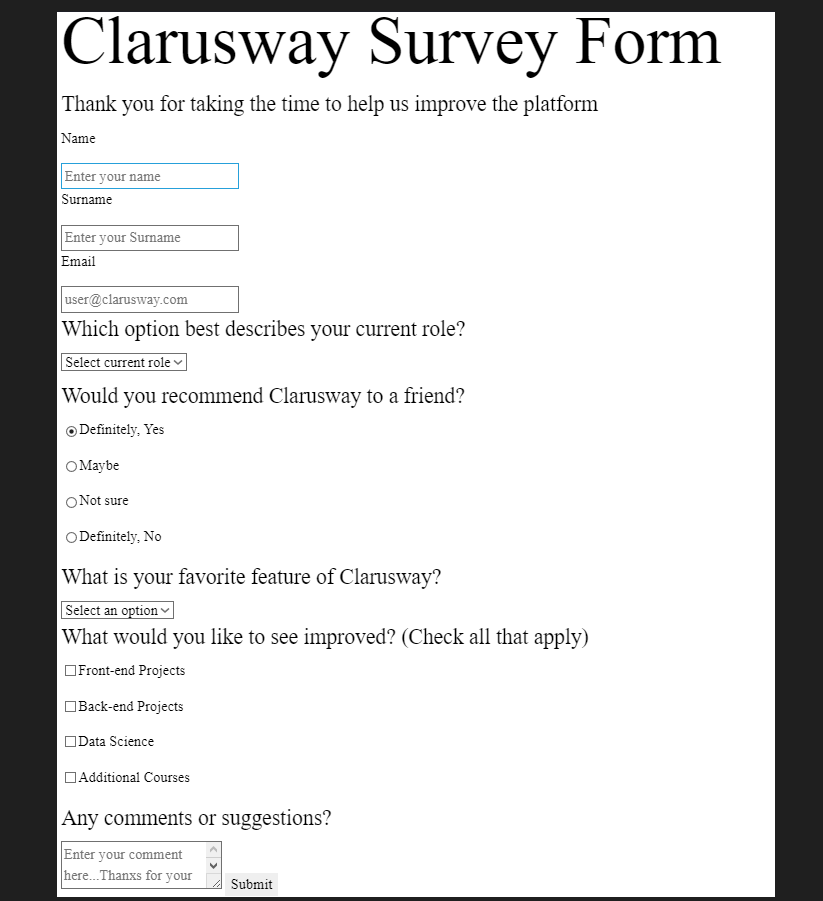 Clarusway Survey Form
Thank you for taking the time to help us improve the platform
Name
Enter your name
Surname
Enter your Surname
Email
user@clarusway.com
Which option best describes your current role?
Select current role
Would you recommend Clarusway to a friend?
Definitely, Yes
Maybe
Not sure
Definitely, No
What is your favorite feature of Clarusway?
Select an option
What would you like to see improved? (Check all that apply)
Front-end Projects
Back-end Projects
Data Science
Additional Courses
Any comments or suggestions?
Enter your comment
here...Thanxs for your
Submit